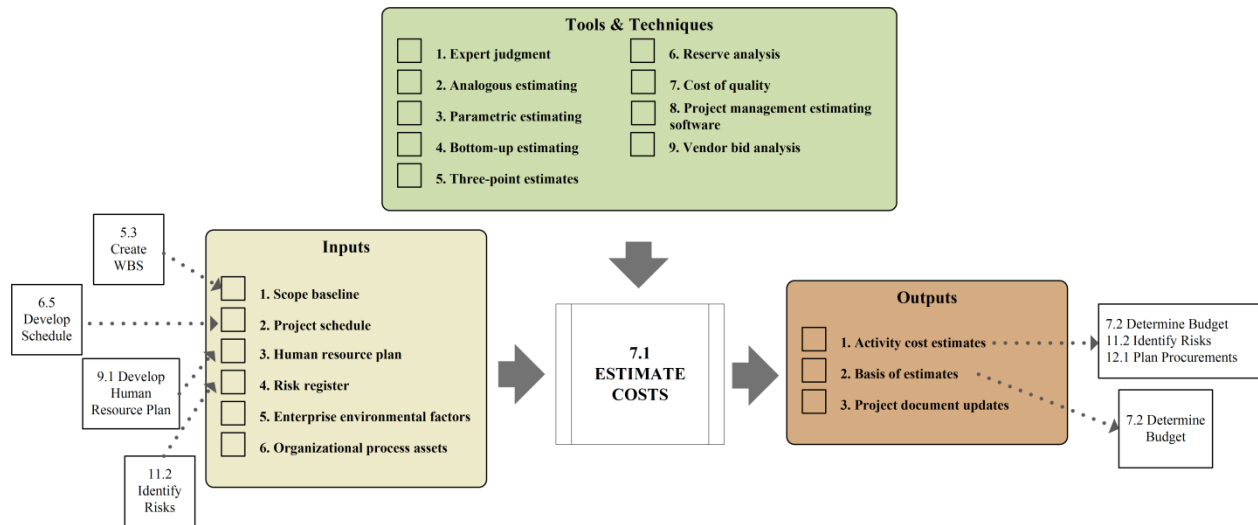 Tools & Techniques
1. Expert judgment
2. Analogous estimating
3. Parametric estimating
4. Bottom-up estimating
5. Three-point estimates
6. Reserve analysis
7. Cost of quality
8. Project management estimating
software
9. Vendor bid analysis
5.3
Create
WBS
6.5
Develop
Schedule
9.1 Develop
Human
Resource Plan
11.2
Identify
Risks
Inputs
1. Scope baseline
2. Project schedule
3. Human resource plan
4. Risk register
5. Enterprise environmental factors
6. Organizational process assets
7.1
ESTIMATE
COSTS
Outputs
1. Activity cost estimates
2. Basis of estimates
3. Project document updates
7.2 Determine Budget
11.2 Identify Risks
12.1 Plan Procurements
7.2 Determine
Budget